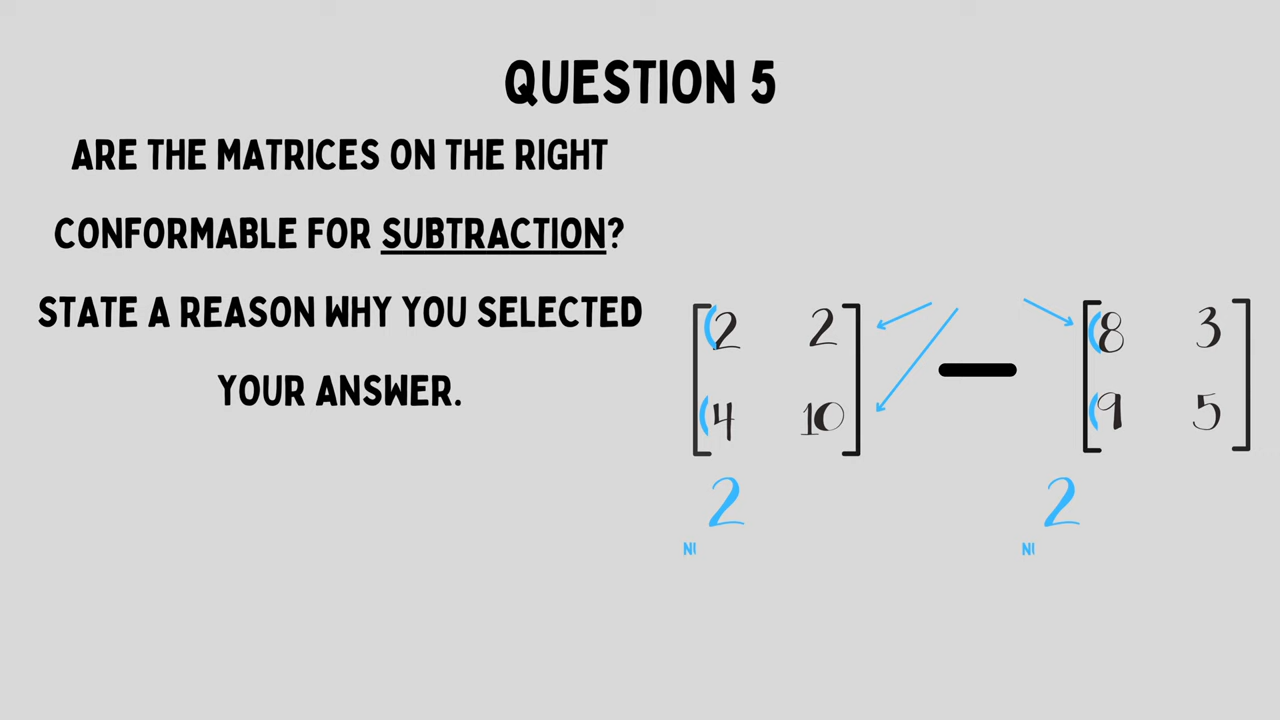 QUESTION 5
ARE THE MATRICES ON THE RIGHT
CONFORMABLE FOR SUBTRACTION?
STATE A REASON WHY YOU SELECTED
YOUR ANSWER.
2 2 8 3
4 10 9 5
2 2